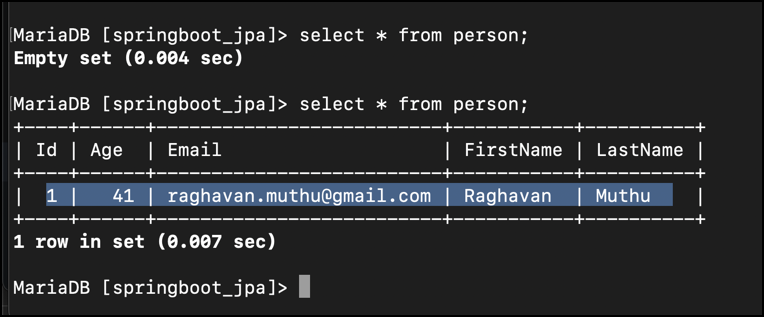 [MariaDB [springboot_jpa]> select * from person;
Empty set (0.004 sec)
[MariaDB [springboot_jpa]> select * from person;
+----+------+--------------------------+-----------+----------+
| Id | Age  | Email                    | FirstName | LastName |
+----+------+--------------------------+-----------+----------+
|  1 |   41 | raghavan.muthu@gmail.com | Raghavan  | Muthu    |
+----+------+--------------------------+-----------+----------+
1 row in set (0.007 sec)
MariaDB [springboot_jpa]>